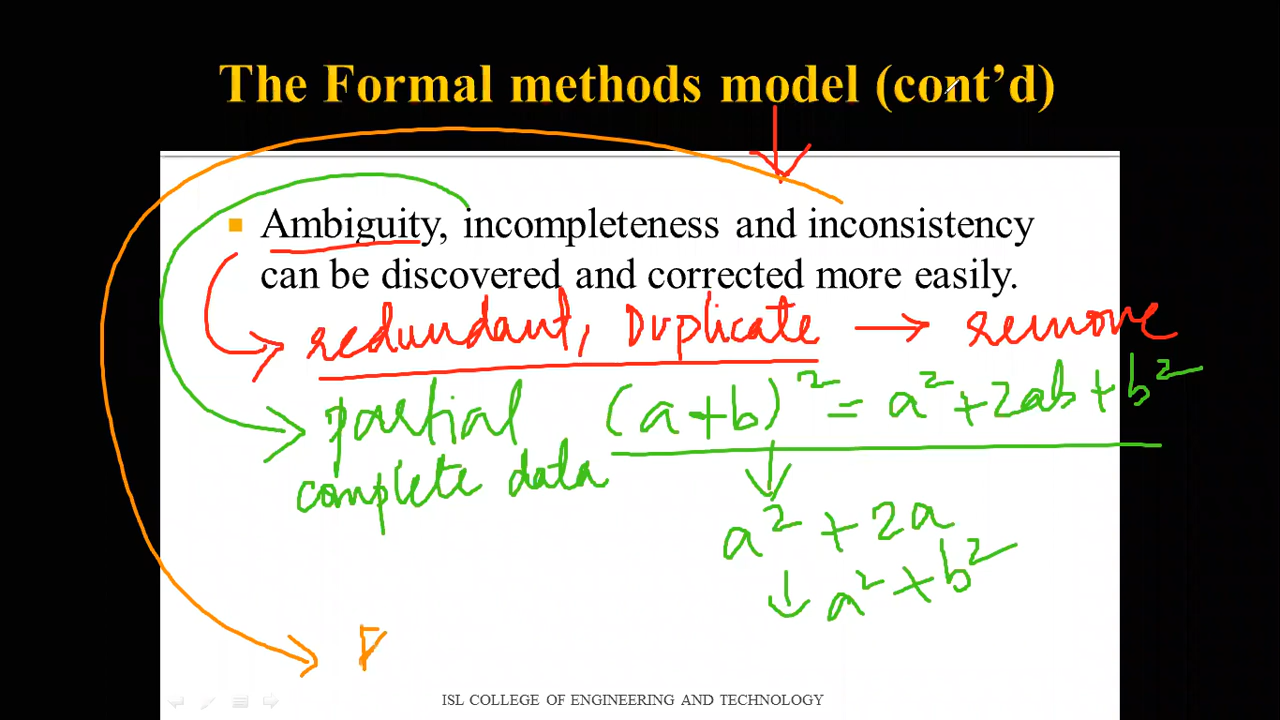 The Formal methods model (cont’d)
Ambiguity, incompleteness and inconsistency
can be discovered and corrected more easily.
redundant, Duplicate → remove
partial (a+b)² = a² + 2ab + b²
complete data
a² + 2a
a² + b²
ISL COLLEGE OF ENGINEERING AND TECHNOLOGY